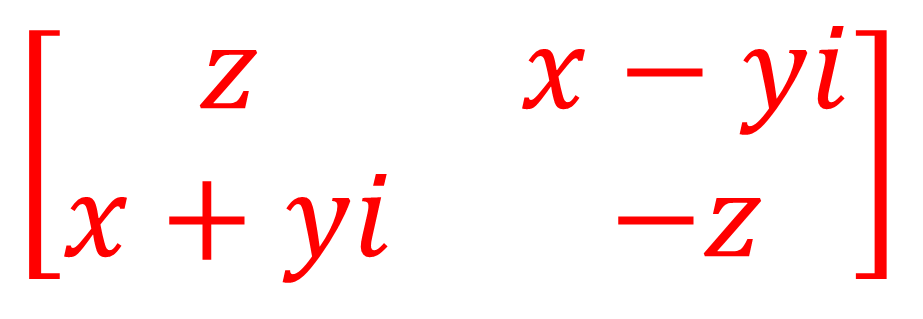 [ z x − yi ]
[ x + yi −z ]